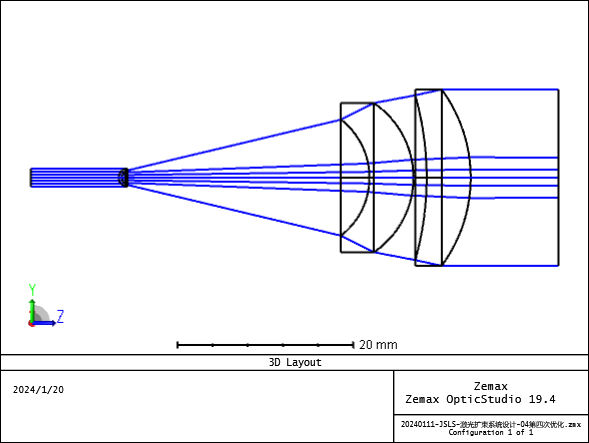 Y
Z
20 mm
3D Layout
2024/1/20
Zemax
Zemax OpticStudio 19.4
20240111-JSLS-激光扩束系统设计-04第四次优化.zmx
Configuration 1 of 1